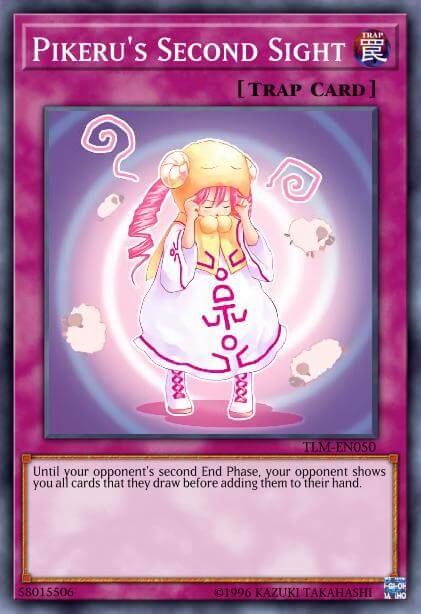 PIKERU'S SECOND SIGHT
TRAP
罠
[TRAP CARD]
TLM-EN050
Until your opponent's second End Phase, your opponent shows
you all cards that they draw before adding them to their hand.
58015506
©1996 KAZUKI TAKAHASHI